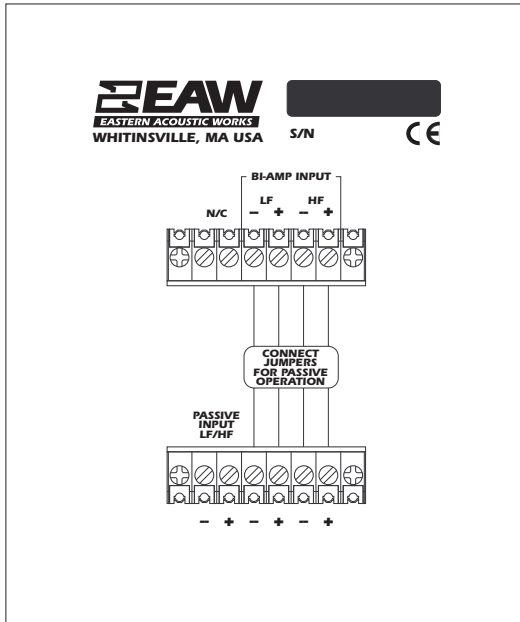 EAW
EASTERN ACOUSTIC WORKS
WHITINSVILLE, MA USA
S/N
CE
BI-AMP INPUT
LF HF
N/C - + - +
CONNECT
JUMPERS
FOR PASSIVE
OPERATION
PASSIVE
INPUT
LF/HF
- + - + - +